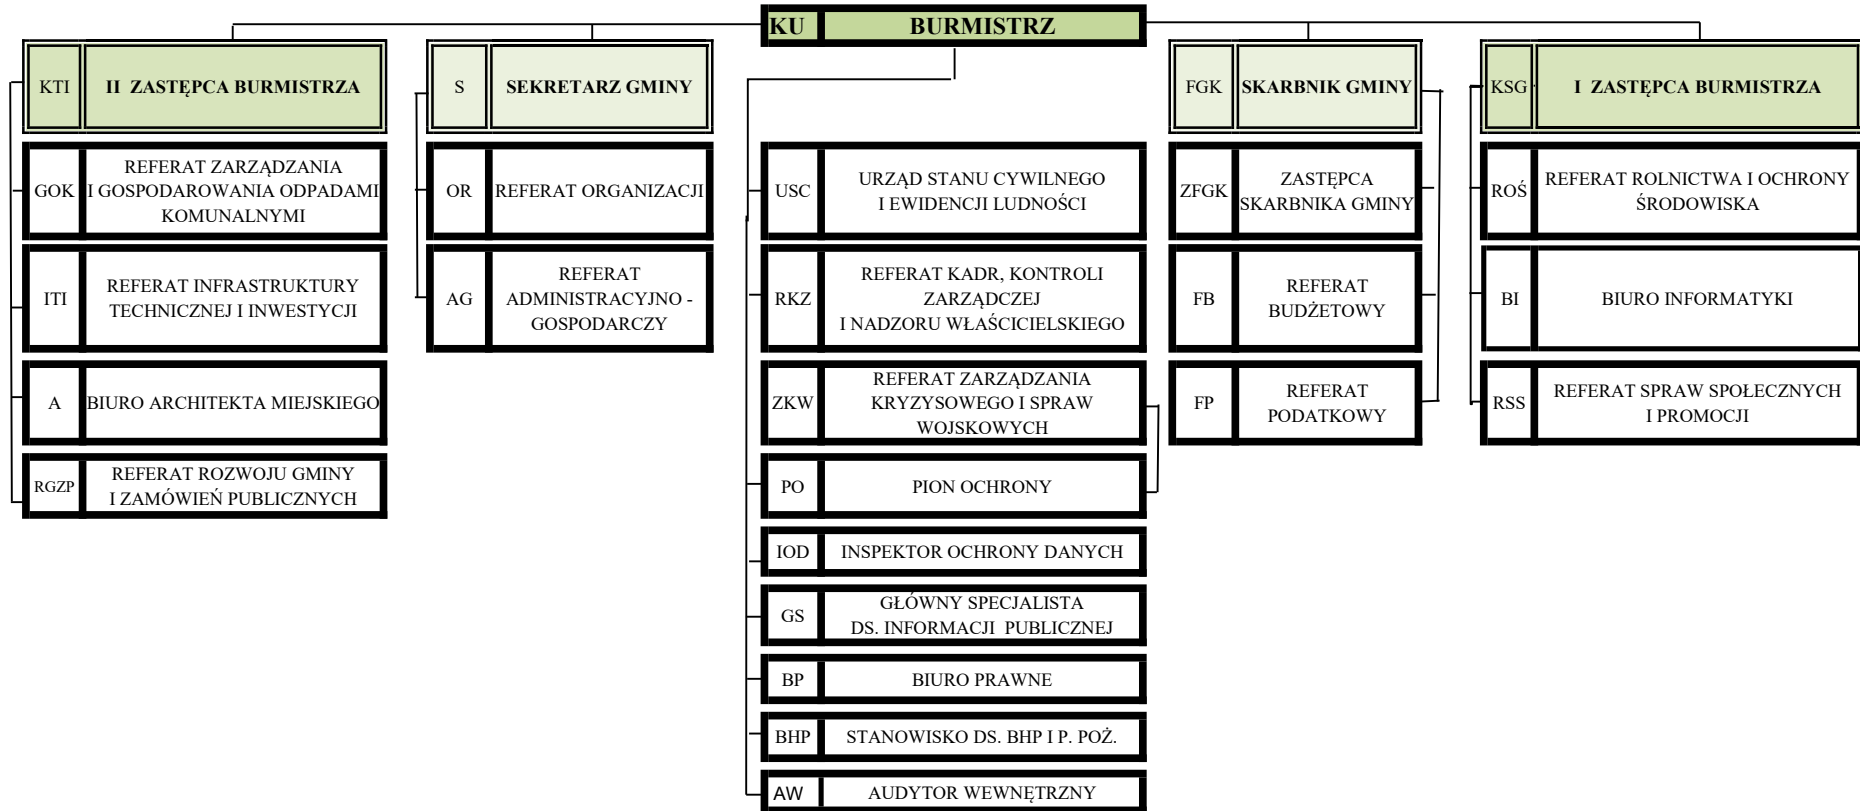 KU BURMISTRZ
KTI II ZASTĘPCA BURMISTRZA
GOK REFERAT ZARZĄDZANIA
I GOSPODAROWANIA ODPADAMI
KOMUNALNYMI
ITI REFERAT INFRASTRUKTURY
TECHNICZNEJ I INWESTYCJI
A BIURO ARCHITEKTA MIEJSKIEGO
RGZP REFERAT ROZWOJU GMINY
I ZAMÓWIEŃ PUBLICZNYCH
S SEKRETARZ GMINY
OR REFERAT ORGANIZACJI
AG REFERAT
ADMINISTRACYJNO -
GOSPODARCZY
USC URZĄD STANU CYWILNEGO
I EWIDENCJI LUDNOŚCI
RKZ REFERAT KADR, KONTROLI
ZARZĄDCZEJ
I NADZORU WŁAŚCICIELSKIEGO
ZKW REFERAT ZARZĄDZANIA
KRYZYSOWEGO I SPRAW
WOJSKOWYCH
PO PION OCHRONY
IOD INSPEKTOR OCHRONY DANYCH
GS GŁÓWNY SPECJALISTA
DS. INFORMACJI PUBLICZNEJ
BP BIURO PRAWNE
BHP STANOWISKO DS. BHP I P. POŻ.
AW AUDYTOR WEWNĘTRZNY
FGK SKARBNIK GMINY
ZFGK ZASTĘPCA
SKARBNIKA GMINY
FB REFERAT
BUDŻETOWY
FP REFERAT
PODATKOWY
KSG I ZASTĘPCA BURMISTRZA
ROŚ REFERAT ROLNICTWA I OCHRONY
ŚRODOWISKA
BI BIURO INFORMATYKI
RSS REFERAT SPRAW SPOŁECZNYCH
I PROMOCJI